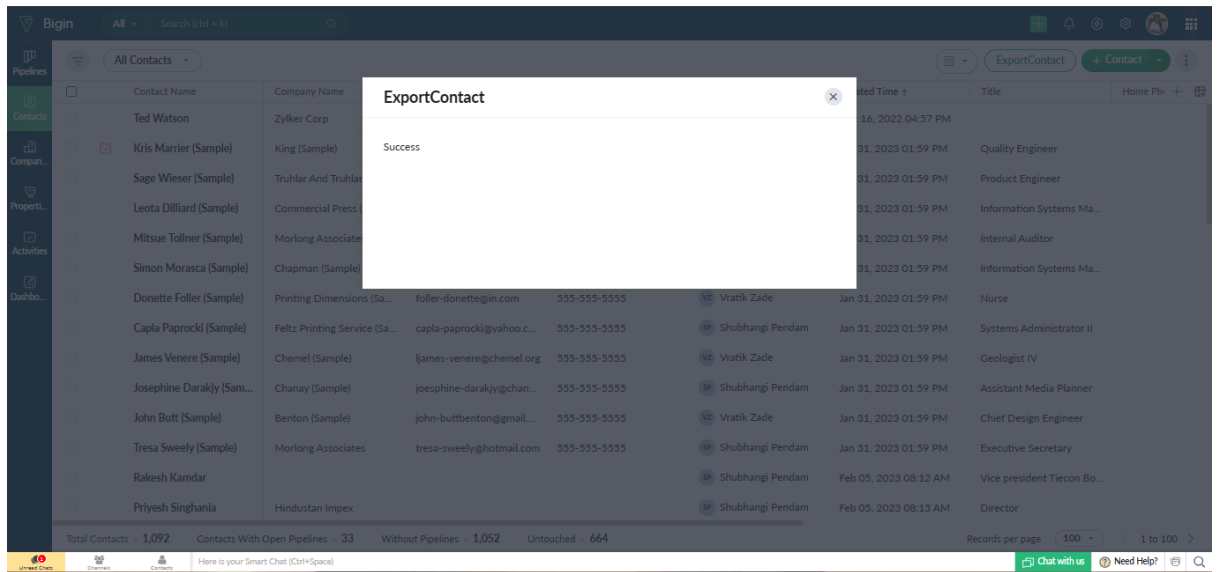 Bigin
All
Search (ctrl + k)
Pipelines
Contacts
Compan...
Properti...
Activities
Dashbo...
All Contacts
ExportContact
+ Contact
Contact Name Company Name ated Time ↑ Title Home Ph
ExportContact
Success
Ted Watson Zylker Corp 16, 2022 04:57 PM
Kris Marrier (Sample) King (Sample) 31, 2023 01:59 PM Quality Engineer
Sage Wieser (Sample) Truhlar And Truhlar 31, 2023 01:59 PM Product Engineer
Leota Dilliard (Sample) Commercial Press ( 31, 2023 01:59 PM Information Systems Ma...
Mitsue Tollner (Sample) Morlong Associate 31, 2023 01:59 PM Internal Auditor
Simon Morasca (Sample) Chapman (Sample) 31, 2023 01:59 PM Information Systems Ma...
Donette Foller (Sample) Printing Dimensions (Sa... foller-donette@in.com 555-555-5555 VZ Vratik Zade Jan 31, 2023 01:59 PM Nurse
Capla Paprocki (Sample) Feltz Printing Service (Sa... capla-paprocki@yahoo.c... 555-555-5555 SP Shubhangi Pendam Jan 31, 2023 01:59 PM Systems Administrator II
James Venere (Sample) Chemel (Sample) ljames-venere@chemel.org 555-555-5555 VZ Vratik Zade Jan 31, 2023 01:59 PM Geologist IV
Josephine Darakjy (Sam... Chanay (Sample) joesphine-darakjy@chan... 555-555-5555 SP Shubhangi Pendam Jan 31, 2023 01:59 PM Assistant Media Planner
John Butt (Sample) Benton (Sample) john-buttbenton@gmail.... 555-555-5555 VZ Vratik Zade Jan 31, 2023 01:59 PM Chief Design Engineer
Tresa Sweely (Sample) Morlong Associates tresa-sweely@hotmail.com 555-555-5555 SP Shubhangi Pendam Jan 31, 2023 01:59 PM Executive Secretary
Rakesh Kamdar SP Shubhangi Pendam Feb 05, 2023 08:12 AM Vice president Tiecon Bo...
Priyesh Singhania Hindustan Impex SP Shubhangi Pendam Feb 05, 2023 08:13 AM Director
Total Contacts - 1,092 Contacts With Open Pipelines - 33 Without Pipelines - 1,052 Untouched - 664 Records per page 100 1 to 100
Unread Chats Channels Contacts Here is your Smart Chat (Ctrl+Space) Chat with us Need Help?